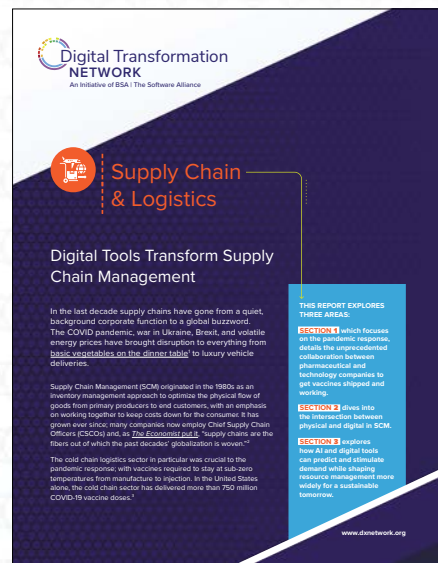 Digital Transformation
NETWORK
An Initiative of BSA | The Software Alliance
Supply Chain
& Logistics
Digital Tools Transform Supply
Chain Management
In the last decade supply chains have gone from a quiet,
background corporate function to a global buzzword.
The COVID pandemic, war in Ukraine, Brexit, and volatile
energy prices have brought disruption to everything from
basic vegetables on the dinner table¹ to luxury vehicle
deliveries.
Supply Chain Management (SCM) originated in the 1980s as an
inventory management approach to optimize the physical flow of
goods from primary producers to end customers, with an emphasis
on working together to keep costs down for the consumer. It has
grown ever since; many companies now employ Chief Supply Chain
Officers (CSCOs) and, as The Economist put it, “supply chains are the
fibers out of which the past decades’ globalization is woven.”²
The cold chain logistics sector in particular was crucial to the
pandemic response; with vaccines required to stay at sub-zero
temperatures from manufacture to injection. In the United States
alone, the cold chain sector has delivered more than 750 million
COVID-19 vaccine doses.³
THIS REPORT EXPLORES
THREE AREAS:
SECTION 1 which focuses
on the pandemic response,
details the unprecedented
collaboration between
pharmaceutical and
technology companies to
get vaccines shipped and
working.
SECTION 2 dives into
the intersection between
physical and digital in SCM.
SECTION 3 explores
how AI and digital tools
can predict and stimulate
demand while shaping
resource management more
widely for a sustainable
tomorrow.
www.dxnetwork.org